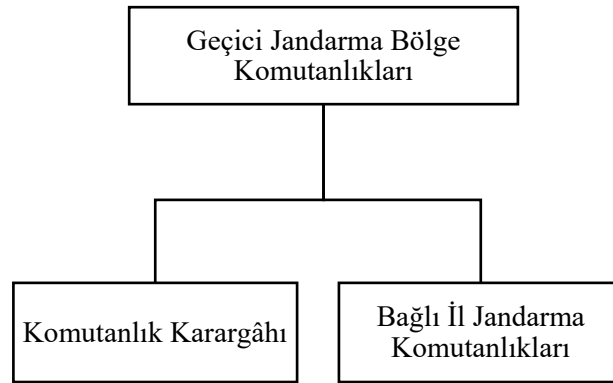 Geçici Jandarma Bölge
Komutanlıkları
Komutanlık Karargâhı
Bağlı İl Jandarma
Komutanlıkları